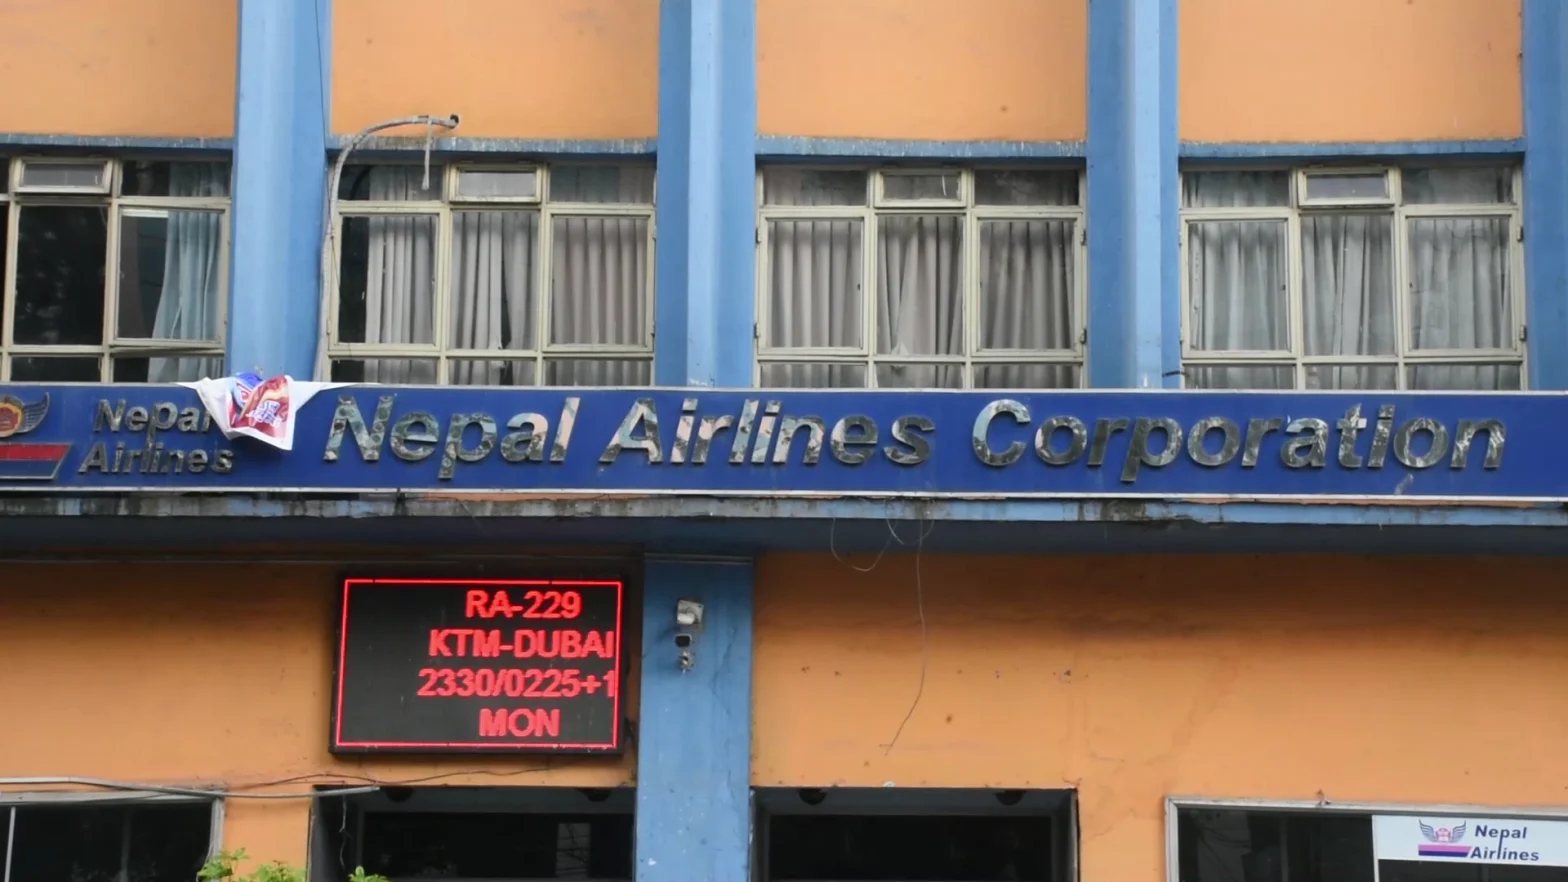 Nepal
Airlines
Nepal Airlines Corporation
RA-229
KTM-DUBAI
2330/0225+1
MON
Nepal
Airlines